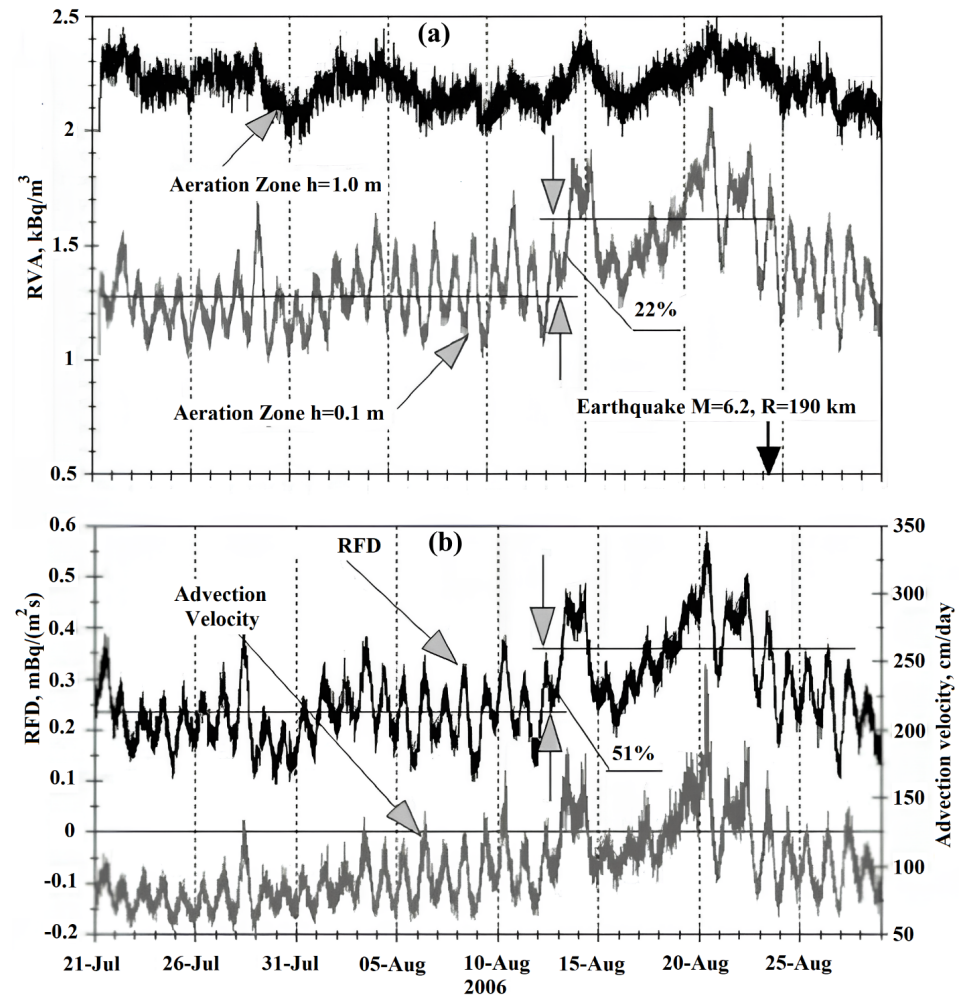 (a)
2.5
2
1.5
1
0.5
RVA, kBq/m³
Aeration Zone h=1.0 m
22%
Aeration Zone h=0.1 m
Earthquake M=6.2, R=190 km
(b)
RFD
Advection
Velocity
51%
0.6
0.5
0.4
0.3
0.2
0.1
0
-0.1
-0.2
RFD, mBq/(m² s)
350
300
250
200
150
100
50
Advection velocity, cm/day
21-Jul 26-Jul 31-Jul 05-Aug 10-Aug 15-Aug 20-Aug 25-Aug
2006